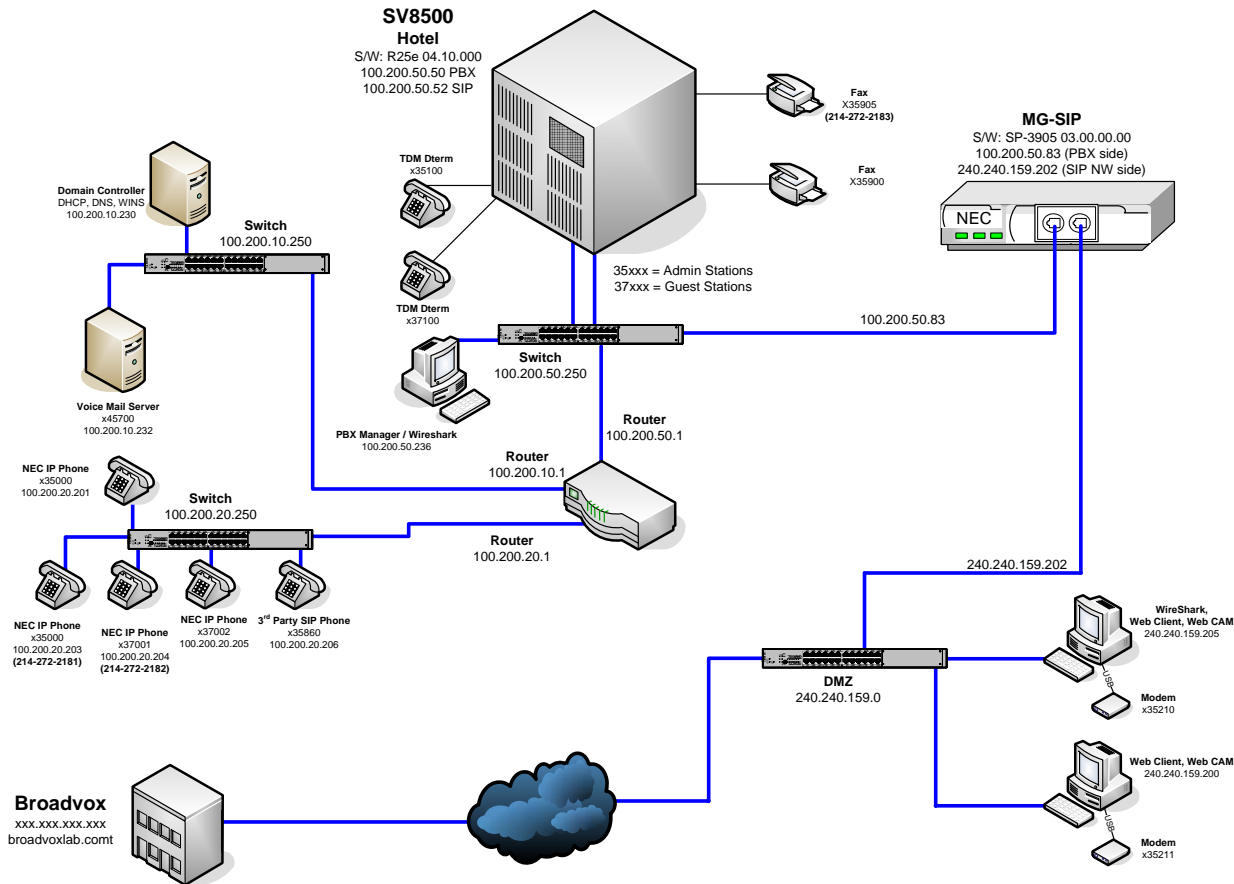 SV8500
Hotel
S/W: R25e 04.10.000
100.200.50.50 PBX
100.200.50.52 SIP
Fax
X35905
(214-272-2183)
Fax
X35900
MG-SIP
S/W: SP-3905 03.00.00.00
100.200.50.83 (PBX side)
240.240.159.202 (SIP NW side)
NEC
TDM Dterm
x35100
TDM Dterm
x37100
Domain Controller
DHCP, DNS, WINS
100.200.10.230
Switch
100.200.10.250
35xxx = Admin Stations
37xxx = Guest Stations
100.200.50.83
Switch
100.200.50.250
Voice Mail Server
x45700
100.200.10.232
PBX Manager / Wireshark
100.200.50.236
Router
100.200.50.1
Router
100.200.10.1
NEC IP Phone
x35000
100.200.20.201
Switch
100.200.20.250
Router
100.200.20.1
240.240.159.202
NEC IP Phone
x35000
100.200.20.203
(214-272-2181)
NEC IP Phone
x37001
100.200.20.204
(214-272-2182)
NEC IP Phone
x37002
100.200.20.205
3rd Party SIP Phone
x35860
100.200.20.206
WireShark,
Web Client, Web CAM
240.240.159.205
USB
Modem
x35210
DMZ
240.240.159.0
Web Client, Web CAM
240.240.159.200
USB
Modem
x35211
Broadvox
xxx.xxx.xxx.xxx
broadvoxlab.comt